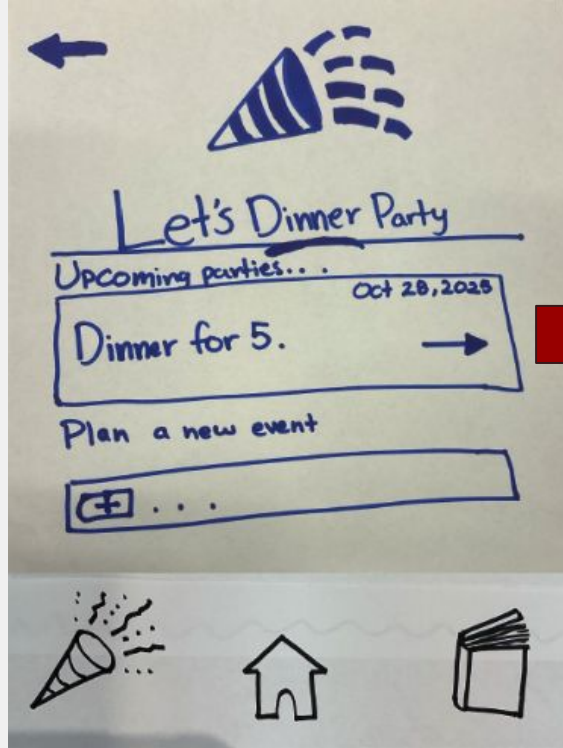 Let's Dinner Party
Upcoming parties...
Oct 28, 2025
Dinner for 5.
Plan a new event
+ ...